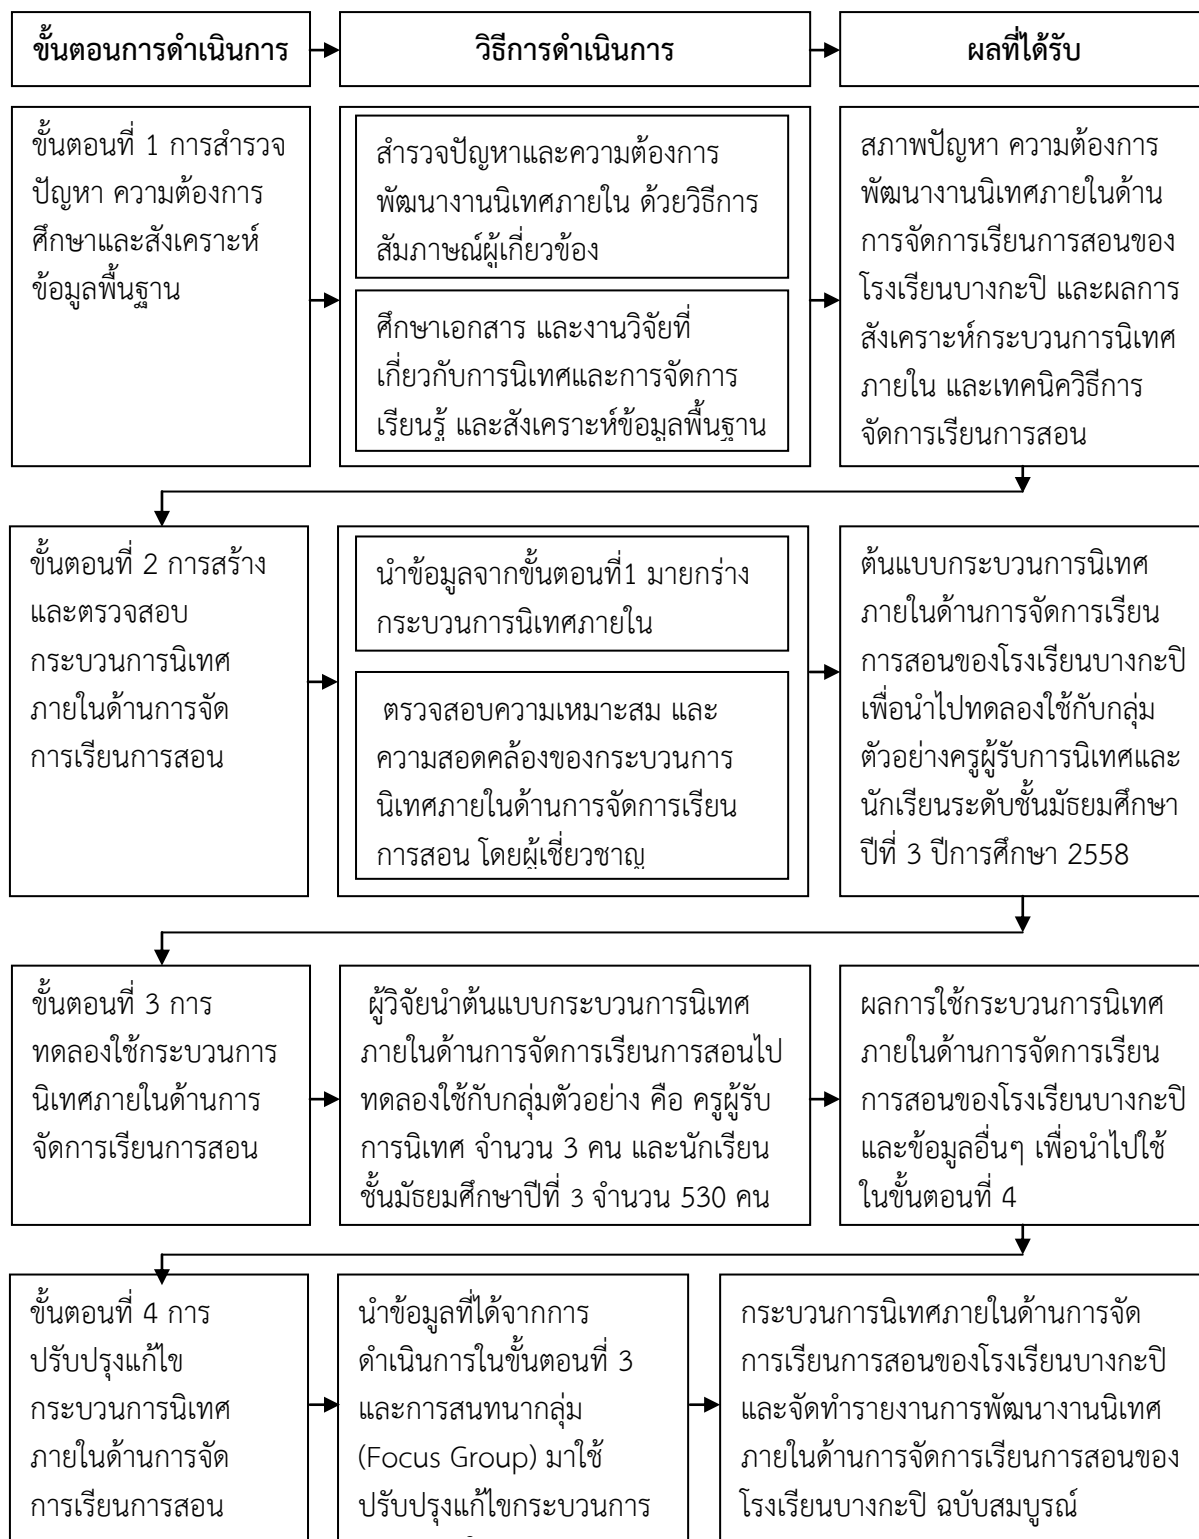 ขั้นตอนการดำเนินการ
วิธีการดำเนินการ
ผลที่ได้รับ
ขั้นตอนที่ 1 การสำรวจ
ปัญหา ความต้องการ
ศึกษาและสังเคราะห์
ข้อมูลพื้นฐาน
สำรวจปัญหาและความต้องการ
พัฒนางานนิเทศภายใน ด้วยวิธีการ
สัมภาษณ์ผู้เกี่ยวข้อง
ศึกษาเอกสาร และงานวิจัยที่
เกี่ยวกับการนิเทศและการจัดการ
เรียนรู้ และสังเคราะห์ข้อมูลพื้นฐาน
สภาพปัญหา ความต้องการ
พัฒนางานนิเทศภายในด้าน
การจัดการเรียนการสอนของ
โรงเรียนบางกะปิ และผลการ
สังเคราะห์กระบวนการนิเทศ
ภายใน และเทคนิควิธีการ
จัดการเรียนการสอน
ขั้นตอนที่ 2 การสร้าง
และตรวจสอบ
กระบวนการนิเทศ
ภายในด้านการจัด
การเรียนการสอน
นำข้อมูลจากขั้นตอนที่1 มายกร่าง
กระบวนการนิเทศภายใน
ตรวจสอบความเหมาะสม และ
ความสอดคล้องของกระบวนการ
นิเทศภายในด้านการจัดการเรียน
การสอน โดยผู้เชี่ยวชาญ
ต้นแบบกระบวนการนิเทศ
ภายในด้านการจัดการเรียน
การสอนของโรงเรียนบางกะปิ
เพื่อนำไปทดลองใช้กับกลุ่ม
ตัวอย่างครูผู้รับการนิเทศและ
นักเรียนระดับชั้นมัธยมศึกษา
ปีที่ 3 ปีการศึกษา 2558
ขั้นตอนที่ 3 การ
ทดลองใช้กระบวนการ
นิเทศภายในด้านการ
จัดการเรียนการสอน
ผู้วิจัยนำต้นแบบกระบวนการนิเทศ
ภายในด้านการจัดการเรียนการสอนไป
ทดลองใช้กับกลุ่มตัวอย่าง คือ ครูผู้รับ
การนิเทศ จำนวน 3 คน และนักเรียน
ชั้นมัธยมศึกษาปีที่ 3 จำนวน 530 คน
ผลการใช้กระบวนการนิเทศ
ภายในด้านการจัดการเรียน
การสอนของโรงเรียนบางกะปิ
และข้อมูลอื่นๆ เพื่อนำไปใช้
ในขั้นตอนที่ 4
ขั้นตอนที่ 4 การ
ปรับปรุงแก้ไข
กระบวนการนิเทศ
ภายในด้านการจัด
การเรียนการสอน
นำข้อมูลที่ได้จากการ
ดำเนินการในขั้นตอนที่ 3
และการสนทนากลุ่ม
(Focus Group) มาใช้
ปรับปรุงแก้ไขกระบวนการ
กระบวนการนิเทศภายในด้านการจัด
การเรียนการสอนของโรงเรียนบางกะปิ
และจัดทำรายงานการพัฒนางานนิเทศ
ภายในด้านการจัดการเรียนการสอนของ
โรงเรียนบางกะปิ ฉบับสมบูรณ์